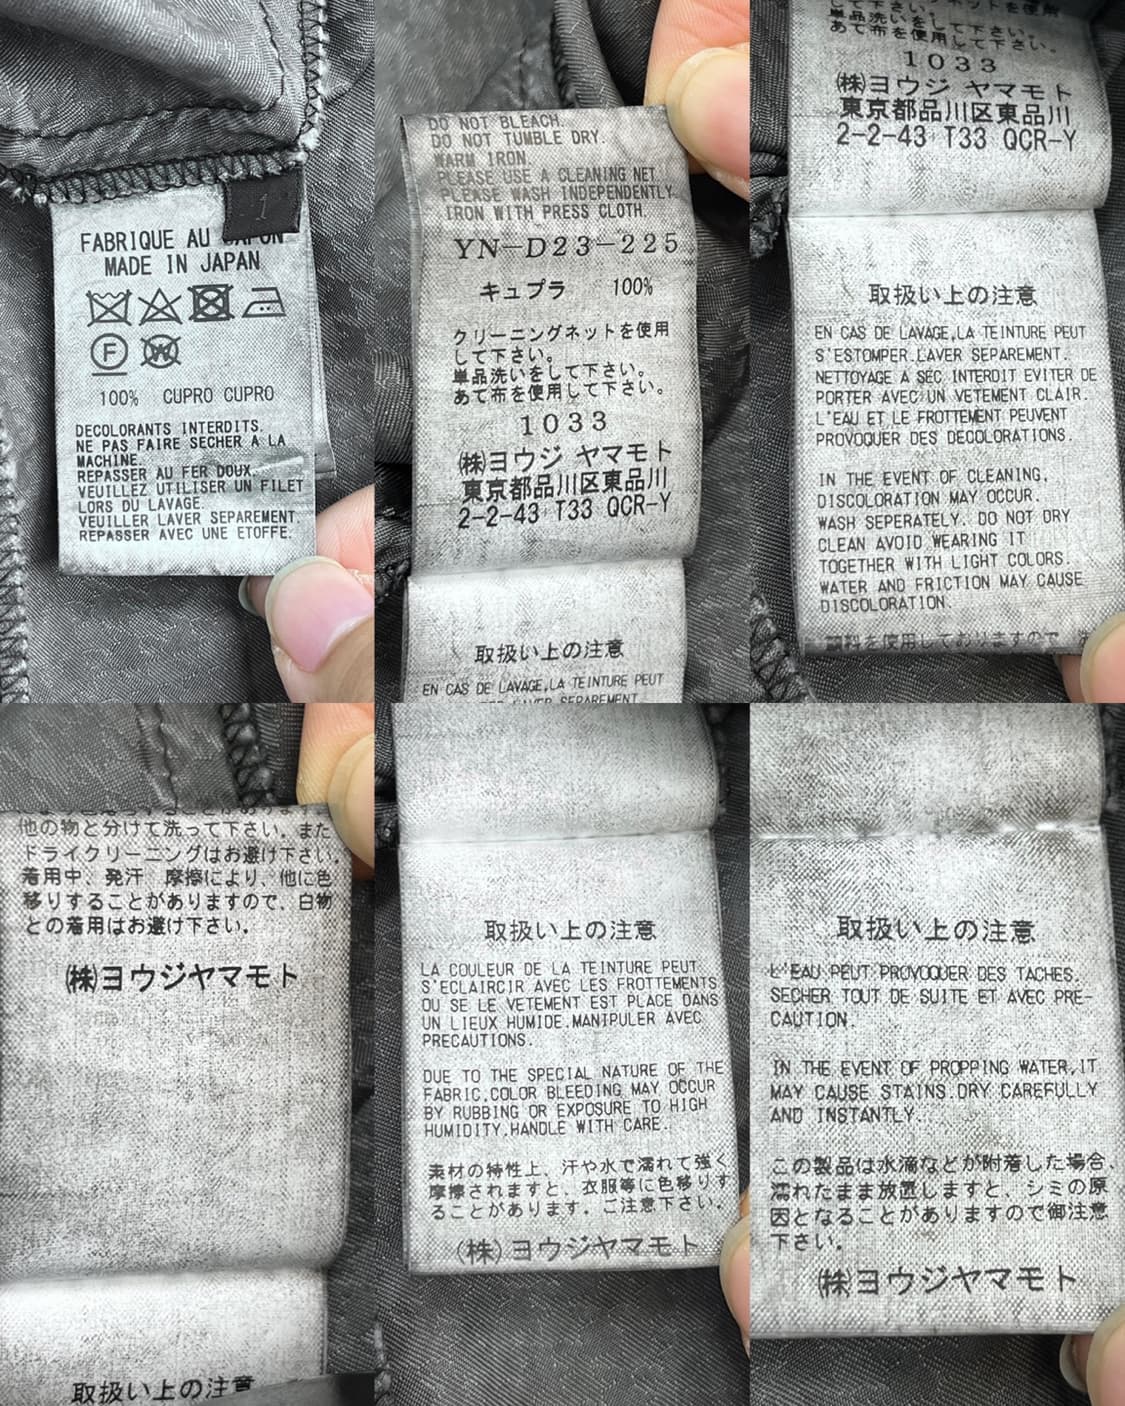 1
FABRIQUE AU JAPON
MADE IN JAPAN
F
W
100% CUPRO CUPRO
DECOLORANTS INTERDITS.
NE PAS FAIRE SECHER A LA
MACHINE.
REPASSER AU FER DOUX.
VEUILLEZ UTILISER UN FILET
LORS DU LAVAGE.
VEUILLER LAVER SEPAREMENT.
REPASSER AVEC UNE ETOFFE.
DO NOT BLEACH.
DO NOT TUMBLE DRY.
WARM IRON.
PLEASE USE A CLEANING NET
PLEASE WASH INDEPENDENTLY
IRON WITH PRESS CLOTH.
YN-D23-225
キュプラ 100%
クリーニングネットを使用
して下さい。
単品洗いをして下さい。
あて布を使用して下さい。
1033
㈱ヨウジ ヤマモト
東京都品川区東品川
2-2-43 T33 QCR-Y
取扱い上の注意
EN CAS DE LAVAGE,LA TEINTURE PEUT
して下さい。
単品洗いをして下さい。
あて布を使用して下さい。
1033
㈱ヨウジ ヤマモト
東京都品川区東品川
2-2-43 T33 QCR-Y
取扱い上の注意
EN CAS DE LAVAGE,LA TEINTURE PEUT
S'ESTOMPER.LAVER SEPAREMENT.
NETTOYAGE A SEC INTERDIT EVITER DE
PORTER AVEC UN VETEMENT CLAIR.
L'EAU ET LE FROTTEMENT PEUVENT
PROVOQUER DES DECOLORATIONS.
IN THE EVENT OF CLEANING,
DISCOLORATION MAY OCCUR.
WASH SEPERATELY. DO NOT DRY
CLEAN AVOID WEARING IT
TOGETHER WITH LIGHT COLORS.
WATER AND FRICTION MAY CAUSE
DISCOLORATION.
他の物と分けて洗って下さい。また
ドライクリーニングはお避け下さい。
着用中、発汗 摩擦により、他に色
移りすることがありますので、白物
との着用はお避け下さい。
㈱ヨウジヤマモト
取扱い上の注意
取扱い上の注意
LA COULEUR DE LA TEINTURE PEUT
S'ECLAIRCIR AVEC LES FROTTEMENTS
OU SE LE VETEMENT EST PLACE DANS
UN LIEUX HUMIDE.MANIPULER AVEC
PRECAUTIONS.
DUE TO THE SPECIAL NATURE OF THE
FABRIC,COLOR BLEEDING MAY OCCUR
BY RUBBING OR EXPOSURE TO HIGH
HUMIDITY.HANDLE WITH CARE.
素材の特性上、汗や水で濡れて強く
摩擦されますと、衣服等に色移りす
ることがあります。ご注意下さい。
(株)ヨウジヤマモト
取扱い上の注意
L'EAU PEUT PROVOQUER DES TACHES.
SECHER TOUT DE SUITE ET AVEC PRE-
CAUTION.
IN THE EVENT OF PROPPING WATER,IT
MAY CAUSE STAINS.DRY CAREFULLY
AND INSTANTLY.
この製品は水滴などが附着した場合、
濡れたまま放置しますと、シミの原
因となることがありますので御注意
下さい。
㈱ヨウジヤマモト